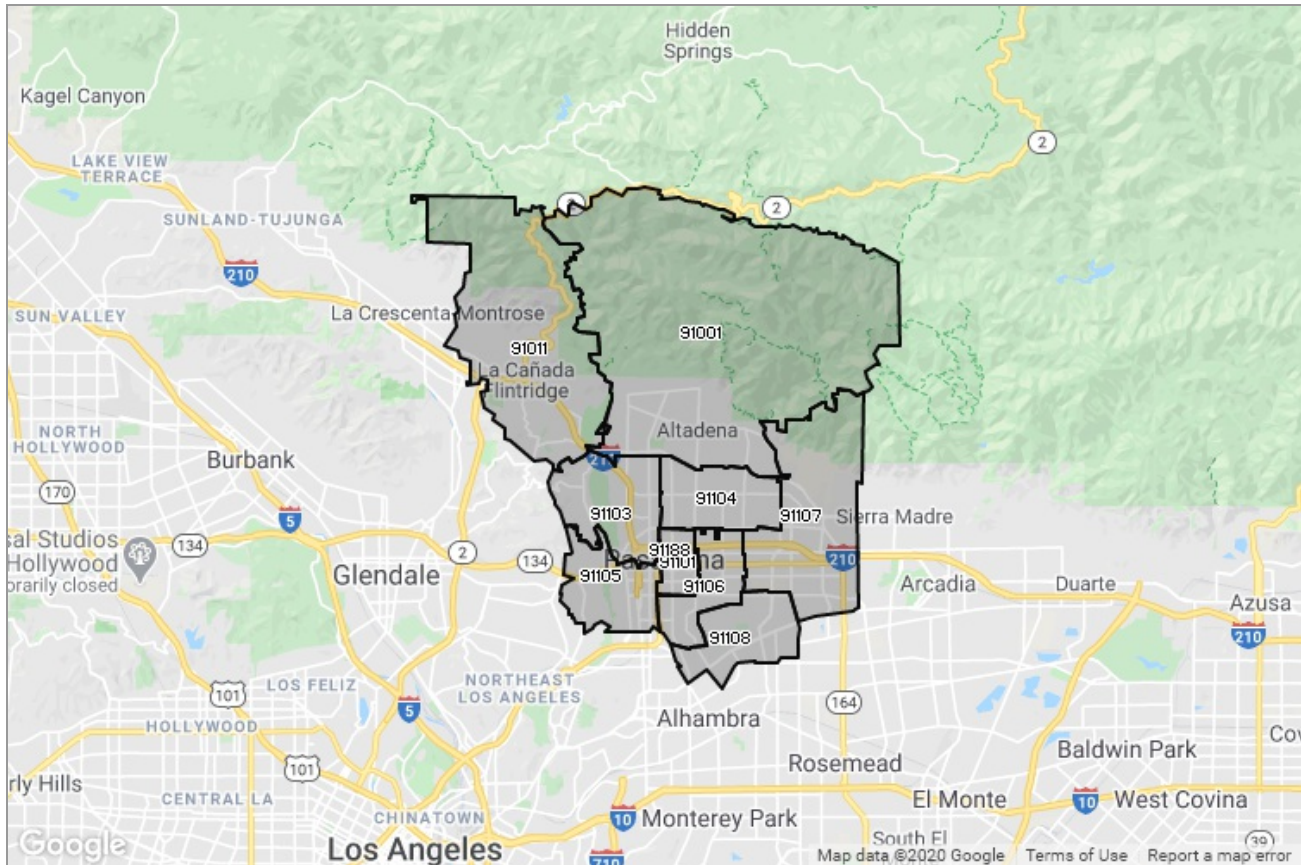 Hidden
Springs
Kagel Canyon
2
LAKE VIEW
TERRACE
SUNLAND-TUJUNGA
2
210
SUN VALLEY
La Crescenta-Montrose
91001
91011
La Cañada
Flintridge
NORTH
HOLLYWOOD
Altadena
Burbank
210
170
91104
91103
91107
Sierra Madre
5
sal Studios
Hollywood
orarily closed
134
2
134
Glendale
91188
91101
91105
91106
210
Arcadia
Duarte
Azusa
210
91108
LOS FELIZ
NORTHEAST
LOS ANGELES
101
5
HOLLYWOOD
Alhambra
164
Baldwin Park
Cov
101
Rosemead
rly Hills
CENTRAL LA
El Monte
10
West Covina
CHINATOWN
10
Monterey Park
Google
Los Angeles
710
South El
39
Map data ©2020 Google
Terms of Use
Report a map error